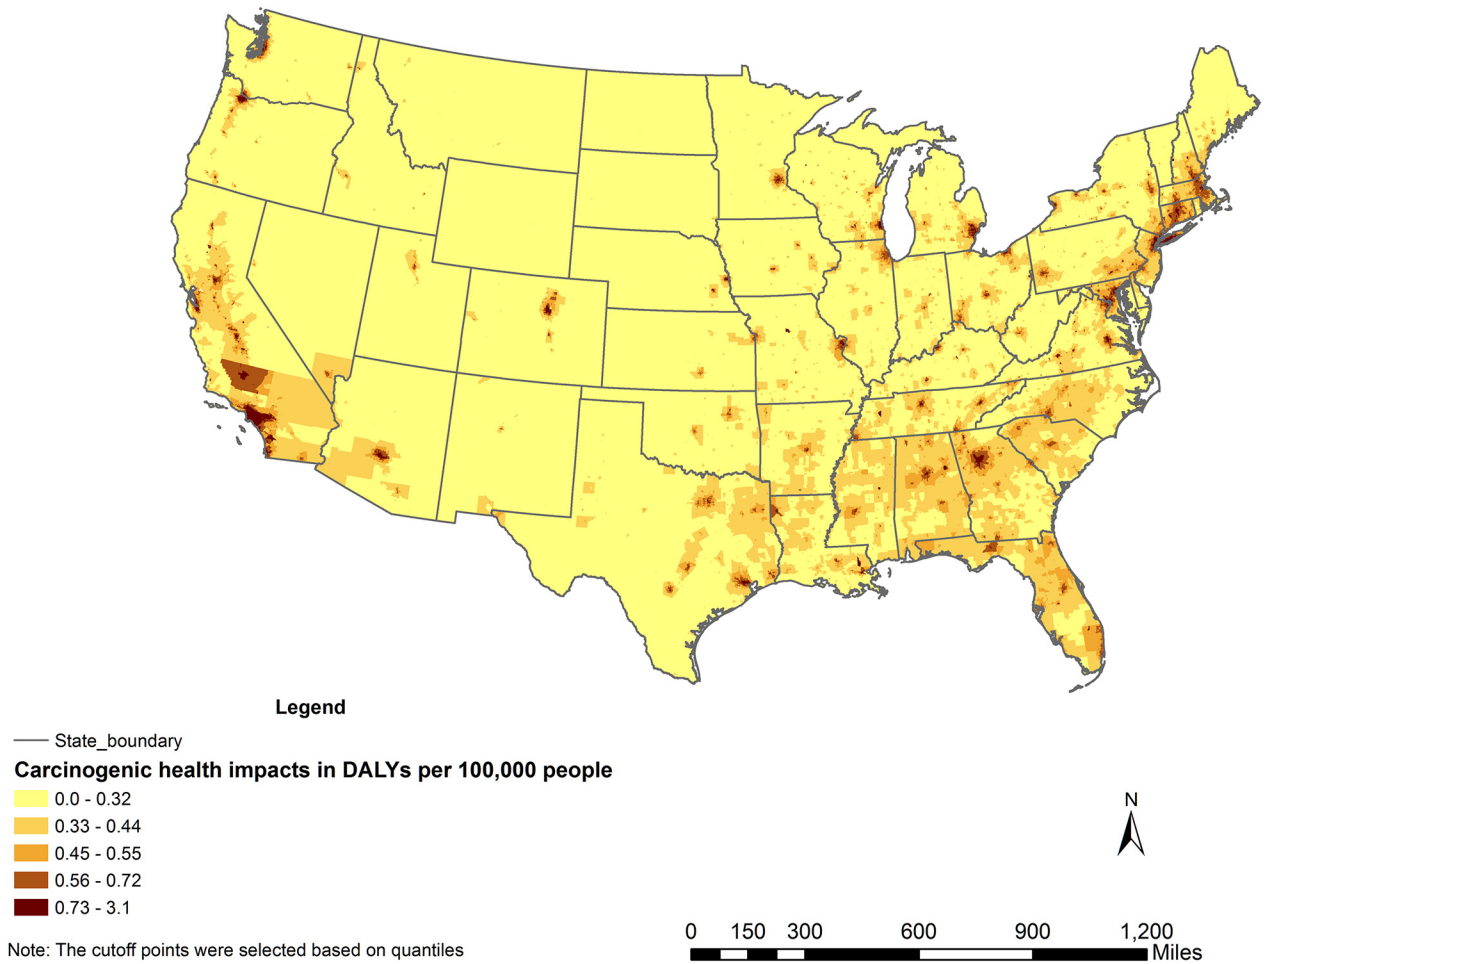 Legend
State_boundary
Carcinogenic health impacts in DALYs per 100,000 people
0.0 - 0.32
0.33 - 0.44
0.45 - 0.55
0.56 - 0.72
0.73 - 3.1
Note: The cutoff points were selected based on quantiles
N
0 150 300 600 900 1,200
Miles